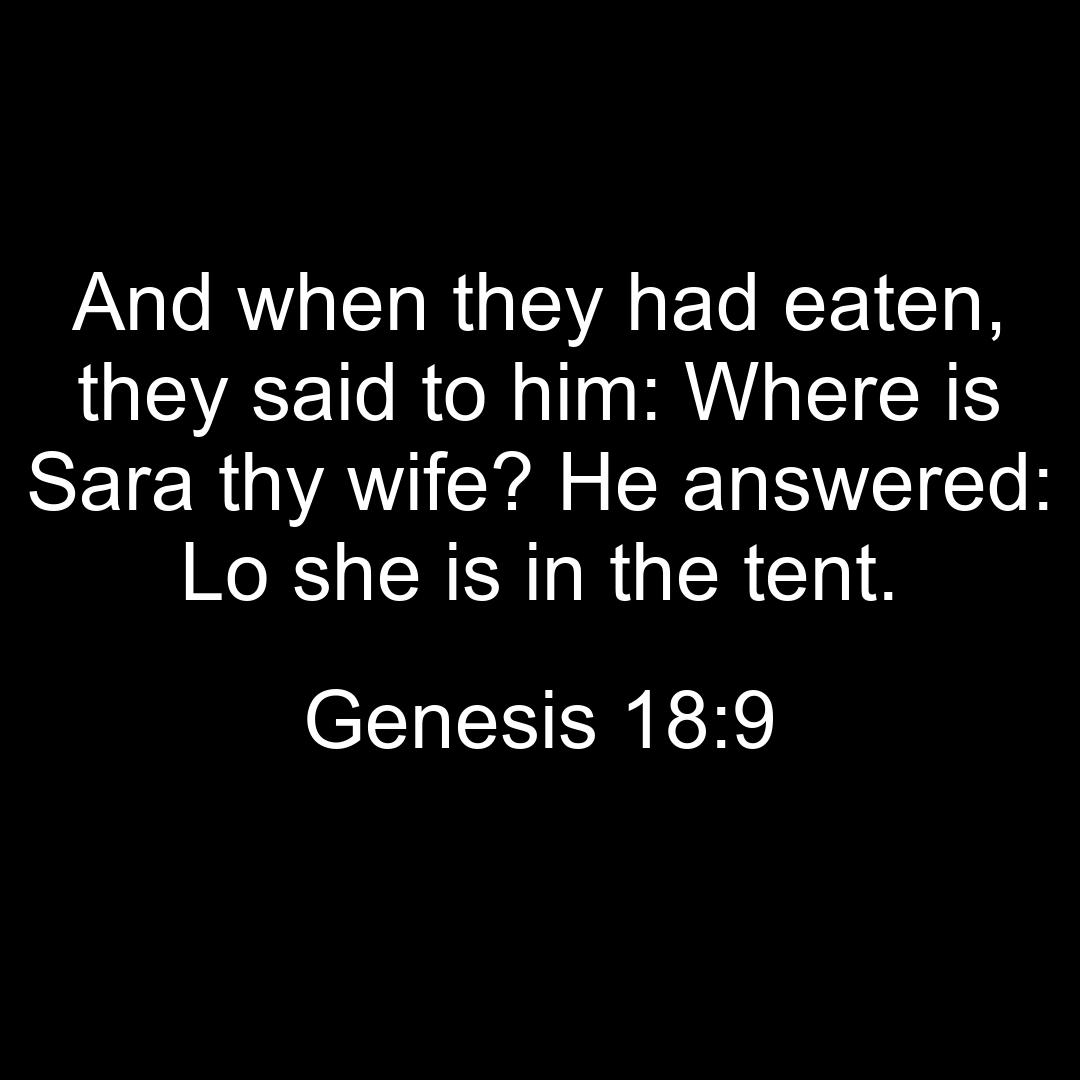 And when they had eaten,
they said to him: Where is
Sara thy wife? He answered:
Lo she is in the tent.
Genesis 18:9